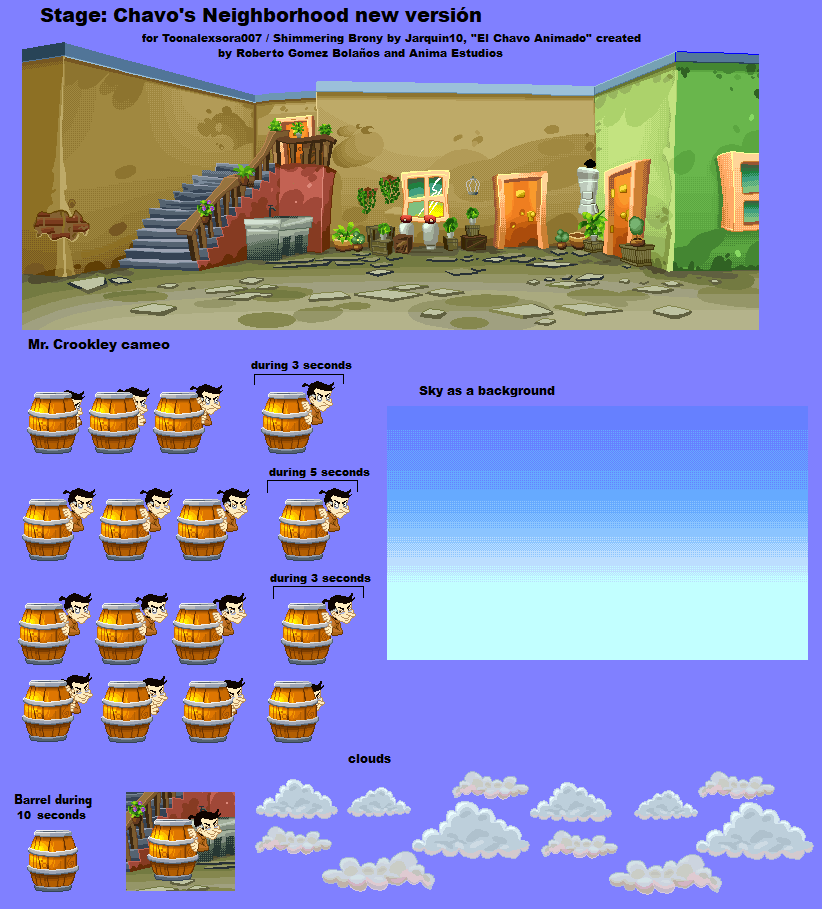 Stage: Chavo's Neighborhood new versión
for Toonalexsora007 / Shimmering Brony by Jarquin10, "El Chavo Animado" created
by Roberto Gomez Bolaños and Anima Estudios
Mr. Crookley cameo
during 3 seconds
Sky as a background
during 5 seconds
during 3 seconds
clouds
Barrel during
10 seconds